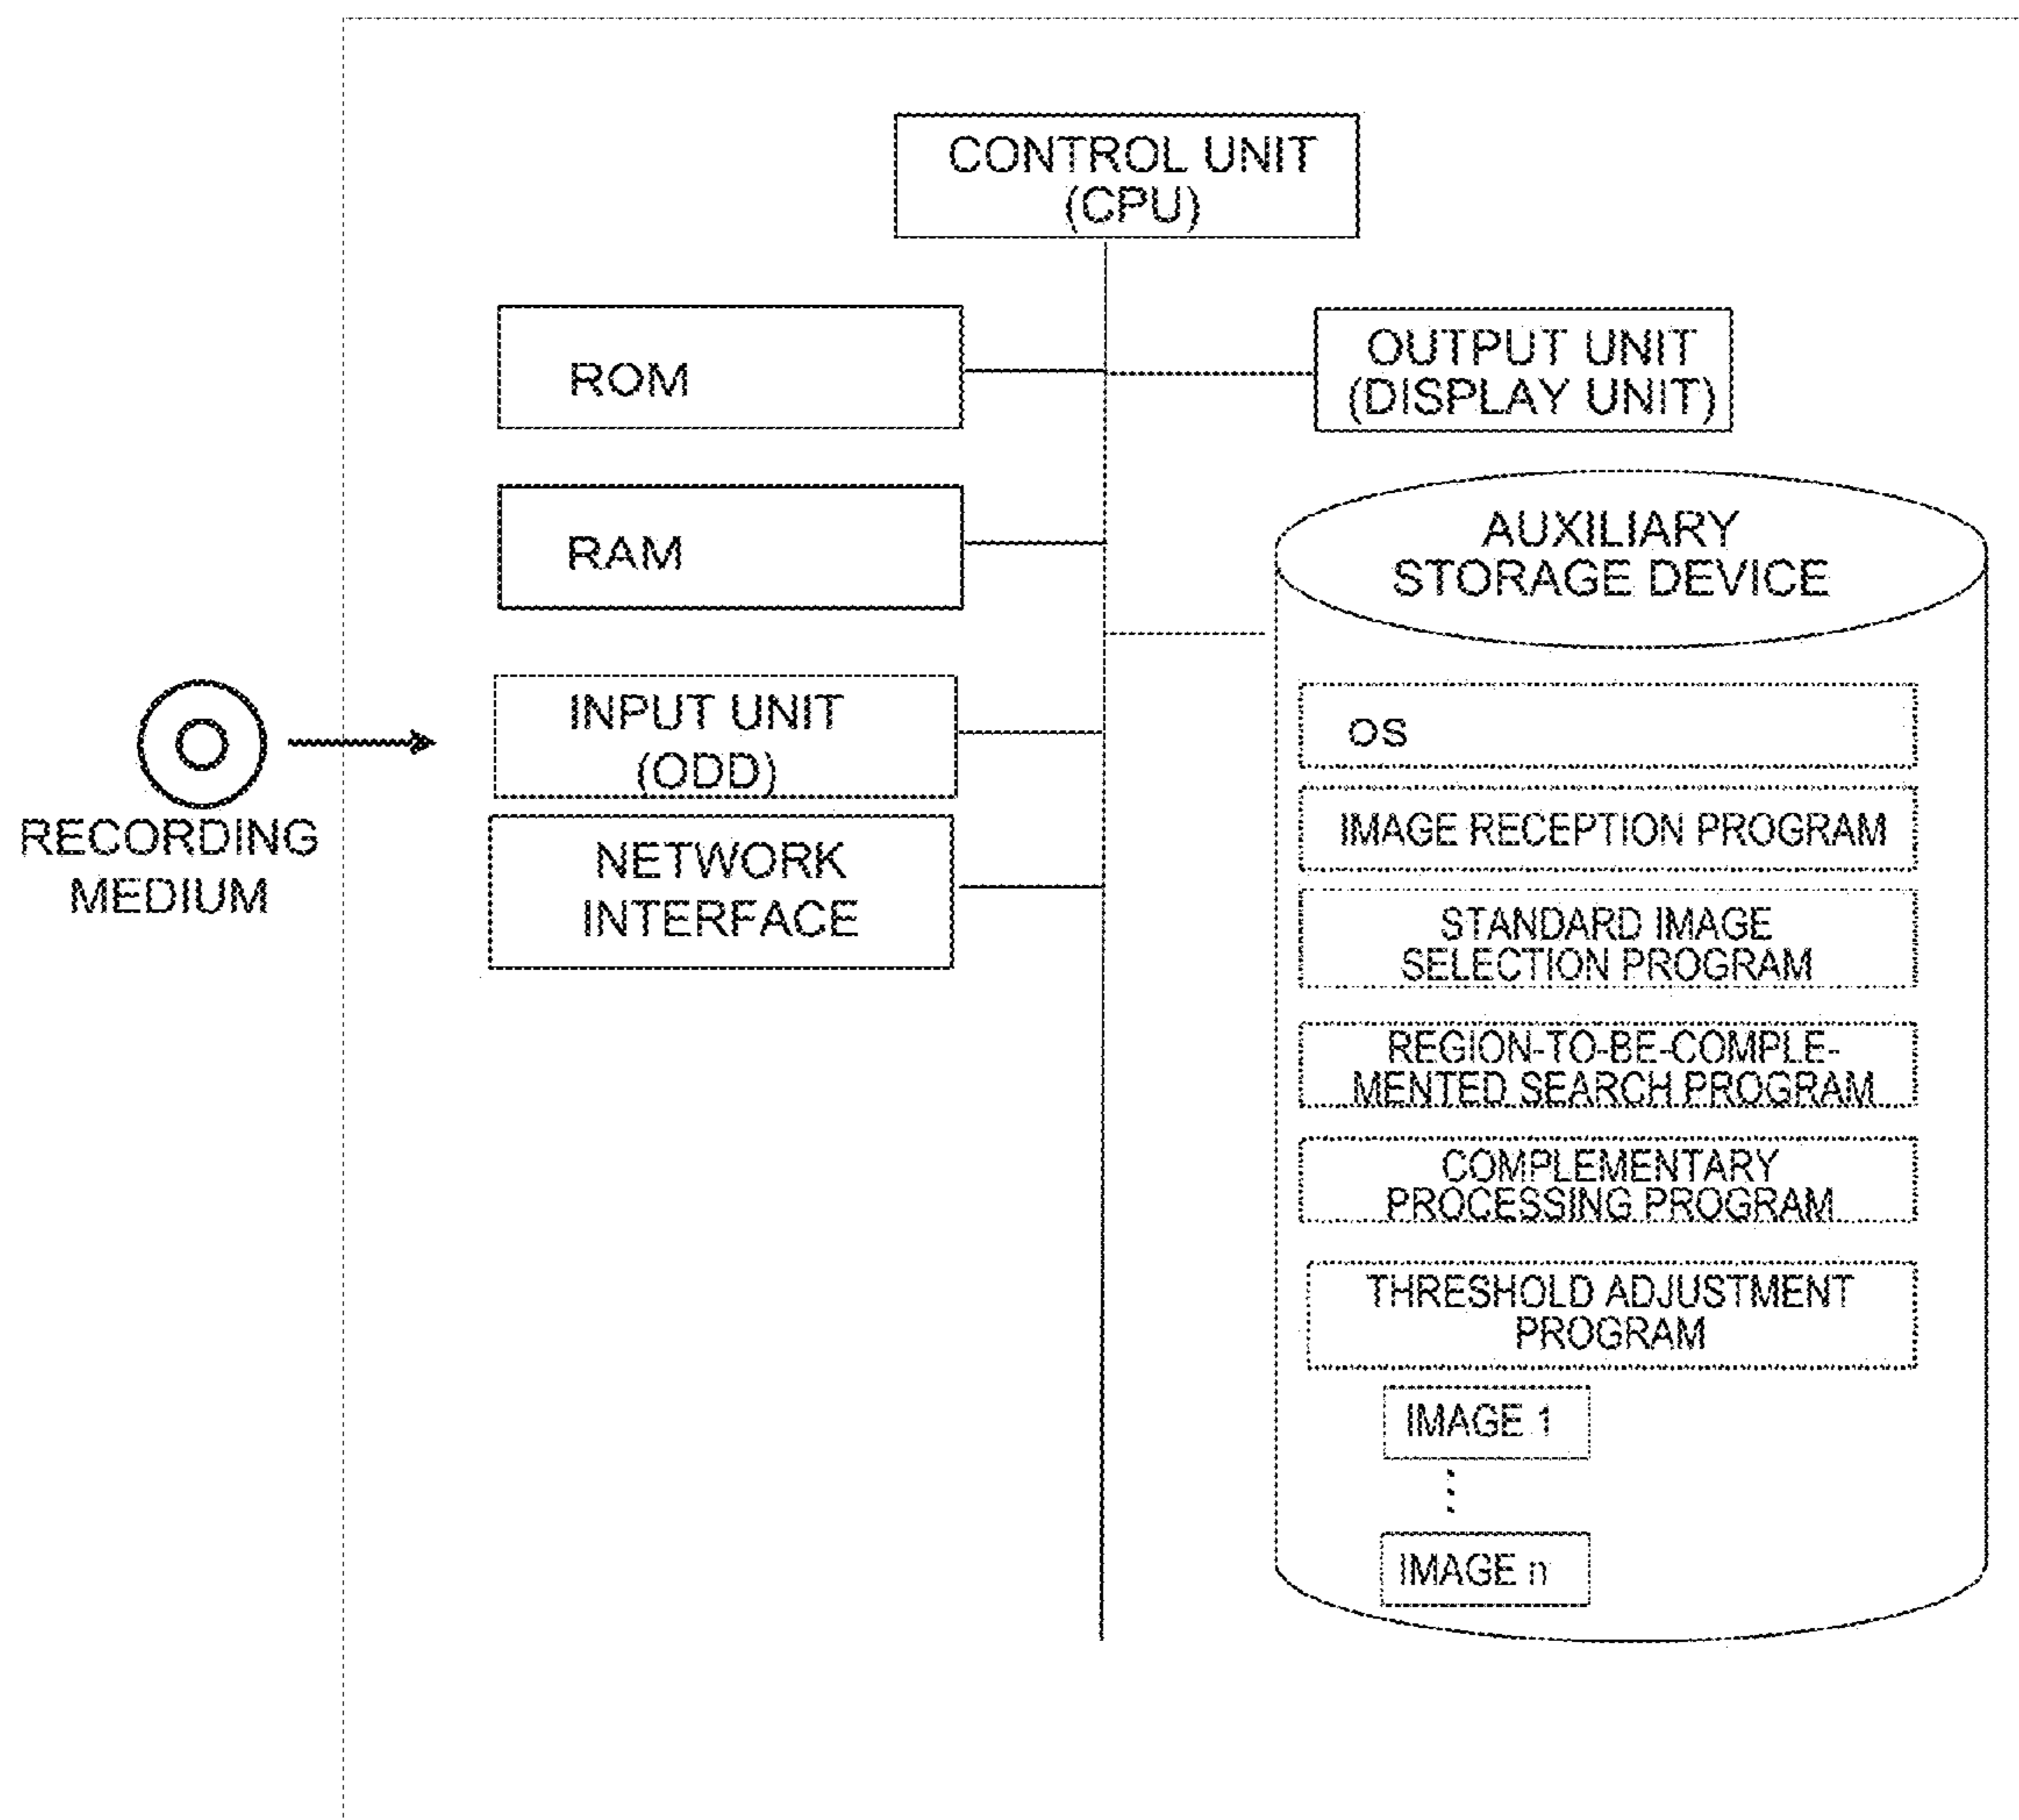 CONTROL UNIT
(CPU)
ROM
OUTPUT UNIT
(DISPLAY UNIT)
RAM
AUXILIARY
STORAGE DEVICE
INPUT UNIT
(ODD)
RECORDING
MEDIUM
NETWORK
INTERFACE
OS
IMAGE RECEPTION PROGRAM
STANDARD IMAGE
SELECTION PROGRAM
REGION-TO-BE-COMPLE-
MENTED SEARCH PROGRAM
COMPLEMENTARY
PROCESSING PROGRAM
THRESHOLD ADJUSTMENT
PROGRAM
IMAGE 1
IMAGE n